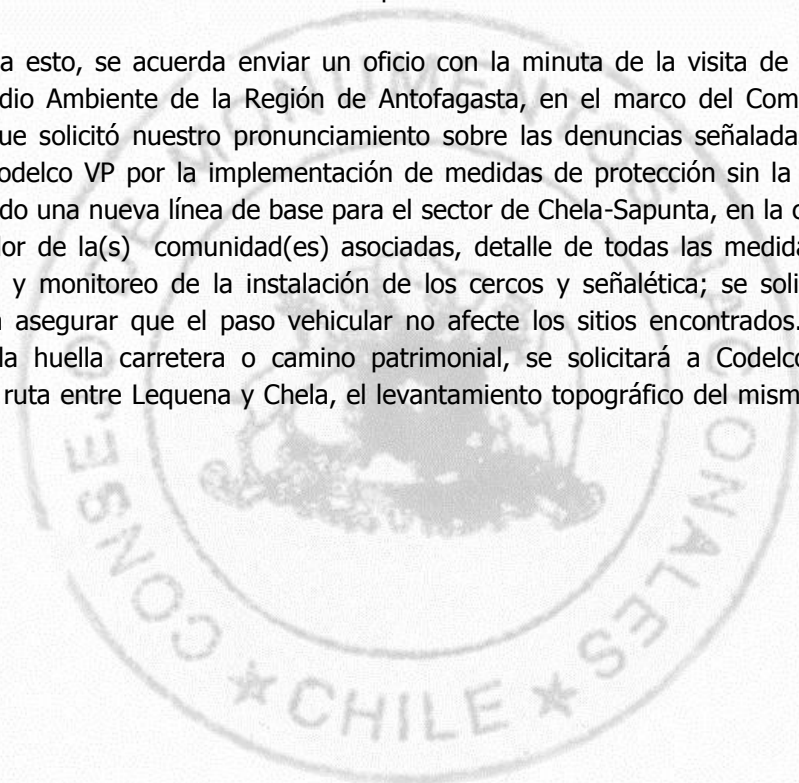 a esto, se acuerda enviar un oficio con la minuta de la visita de
dio Ambiente de la Región de Antofagasta, en el marco del Com
ue solicitó nuestro pronunciamiento sobre las denuncias señalada
odelco VP por la implementación de medidas de protección sin la
do una nueva línea de base para el sector de Chela-Sapunta, en la
lor de la(s) comunidad(es) asociadas, detalle de todas las medida
y monitoreo de la instalación de los cercos y señalética; se soli
asegurar que el paso vehicular no afecte los sitios encontrados.
la huella carretera o camino patrimonial, se solicitará a Codelco
ruta entre Lequena y Chela, el levantamiento topográfico del mism
CONSEJO DE MONUMENTOS NACIONALES
★ CHILE ★